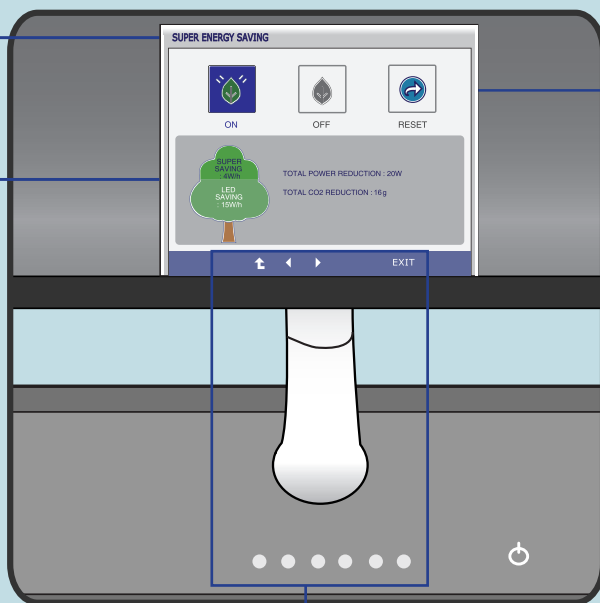 SUPER ENERGY SAVING
ON
OFF
RESET
SUPER
SAVING
: 4W/h
LED
SAVING
: 15W/h
TOTAL POWER REDUCTION : 20W
TOTAL CO2 REDUCTION : 16g
EXIT